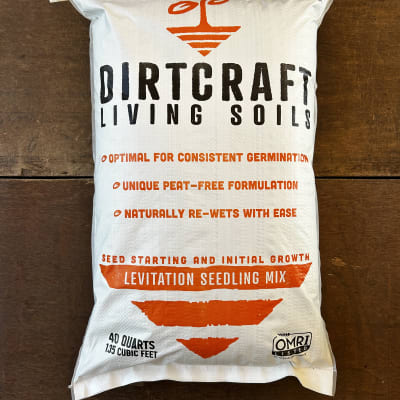 DIRTCRAFT
LIVING SOILS
OPTIMAL FOR CONSISTENT GERMINATION
UNIQUE PEAT-FREE FORMULATION
NATURALLY RE-WETS WITH EASE
SEED STARTING AND INITIAL GROWTH
LEVITATION SEEDLING MIX
40 QUARTS
1.35 CUBIC FEET
OMRI
LISTED